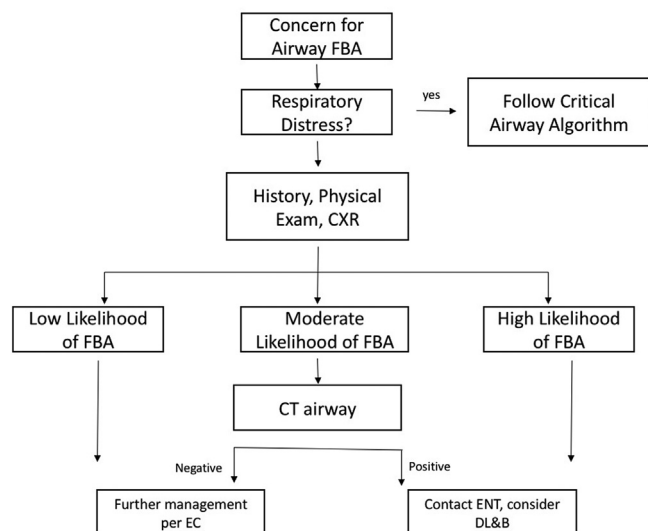 Concern for
Airway FBA
Respiratory
Distress?
yes
Follow Critical
Airway Algorithm
History, Physical
Exam, CXR
Low Likelihood
of FBA
Moderate
Likelihood of FBA
High Likelihood
of FBA
CT airway
Negative
Positive
Further management
per EC
Contact ENT, consider
DL&B